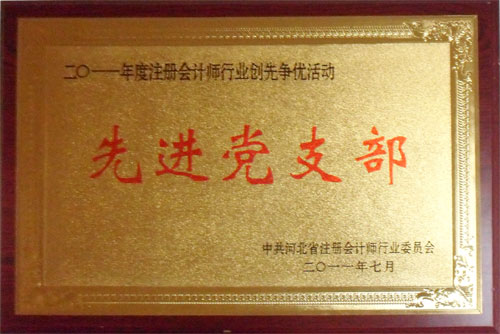 二〇一一年度注册会计师行业创先争优活动
先进党支部
中共河北省注册会计师行业委员会
二〇一一年七月